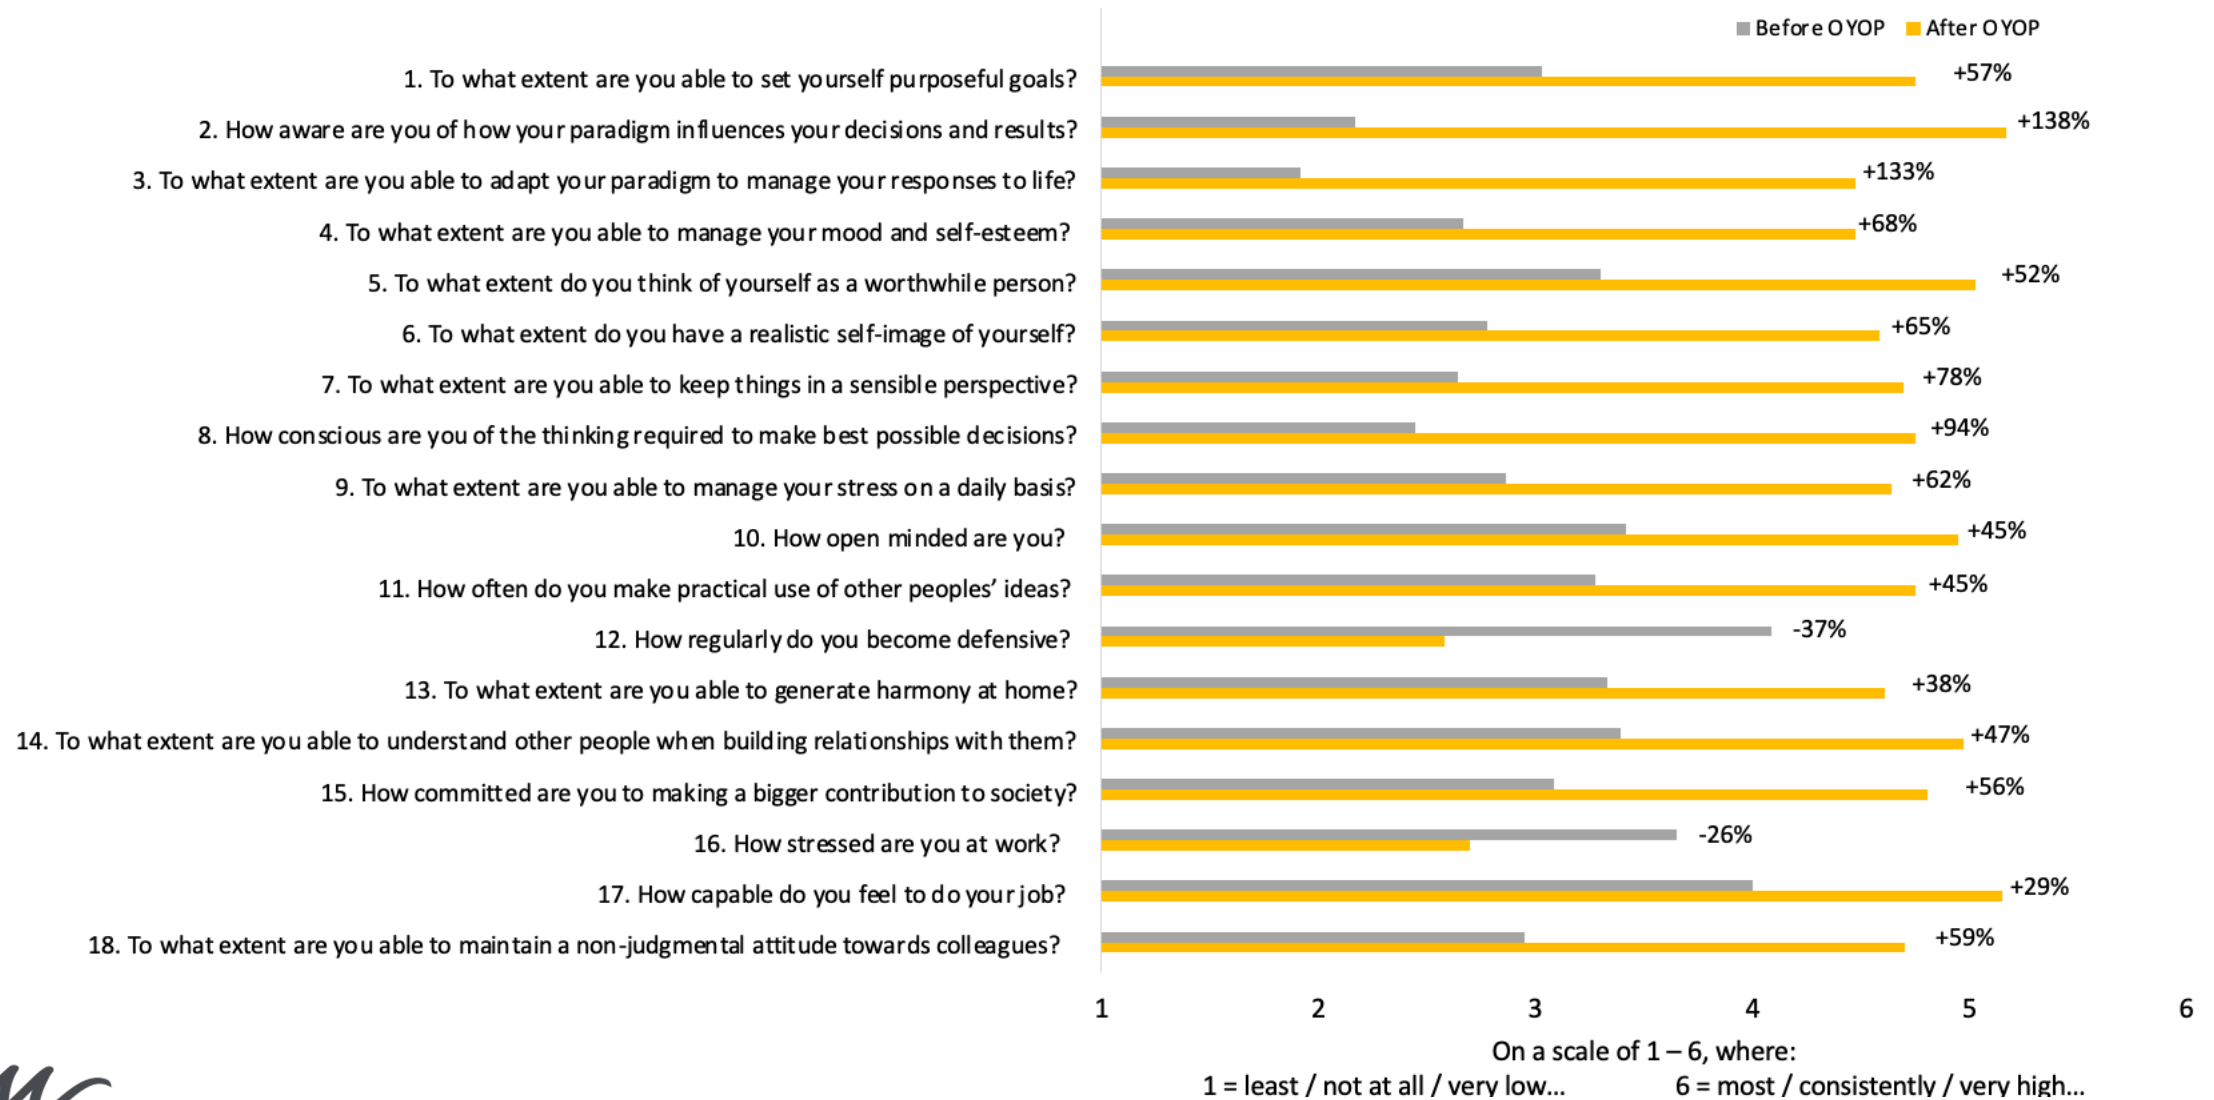 Before OYOP After OYOP
1. To what extent are you able to set yourself purposeful goals? +57%
2. How aware are you of how your paradigm influences your decisions and results? +138%
3. To what extent are you able to adapt your paradigm to manage your responses to life? +133%
4. To what extent are you able to manage your mood and self-esteem? +68%
5. To what extent do you think of yourself as a worthwhile person? +52%
6. To what extent do you have a realistic self-image of yourself? +65%
7. To what extent are you able to keep things in a sensible perspective? +78%
8. How conscious are you of the thinking required to make best possible decisions? +94%
9. To what extent are you able to manage your stress on a daily basis? +62%
10. How open minded are you? +45%
11. How often do you make practical use of other peoples’ ideas? +45%
12. How regularly do you become defensive? -37%
13. To what extent are you able to generate harmony at home? +38%
14. To what extent are you able to understand other people when building relationships with them? +47%
15. How committed are you to making a bigger contribution to society? +56%
16. How stressed are you at work? -26%
17. How capable do you feel to do your job? +29%
18. To what extent are you able to maintain a non-judgmental attitude towards colleagues? +59%
1 2 3 4 5 6
On a scale of 1 – 6, where:
1 = least / not at all / very low... 6 = most / consistently / very high...